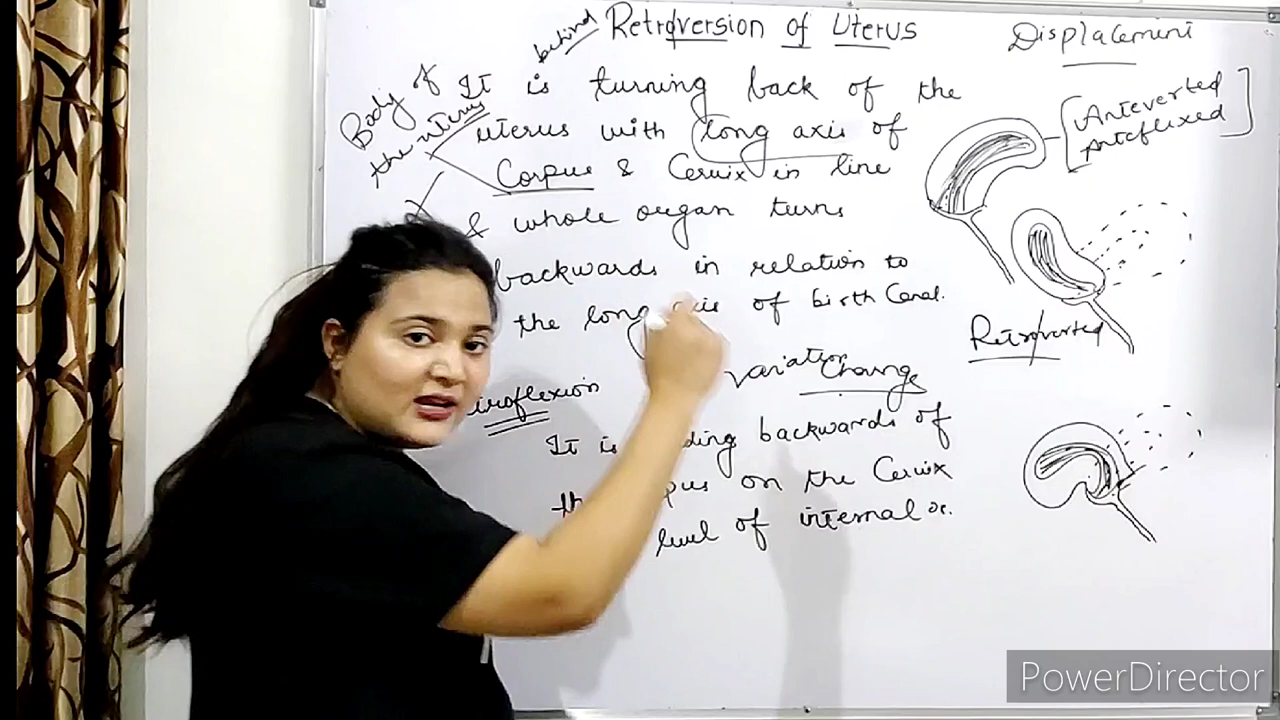 Retroversion of Uterus
Displacement
behind
Body of
the uterus
It is turning back of the
uterus with long axis of
Corpus & Cervix in line
& whole organ turns
backwards in relation to
the long axis of birth Canal.
Anteverted
Anteflexed
Retroverted
variation
Change
It is backwards of
on the Cervix
level of internal os.
PowerDirector